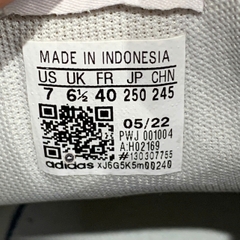 MADE IN INDONESIA
US UK FR JP CHN
7 6½ 40 250 245
05/22
PWJ 001004
A:H02169
#130307755
adidas xJ6G5K5m00240